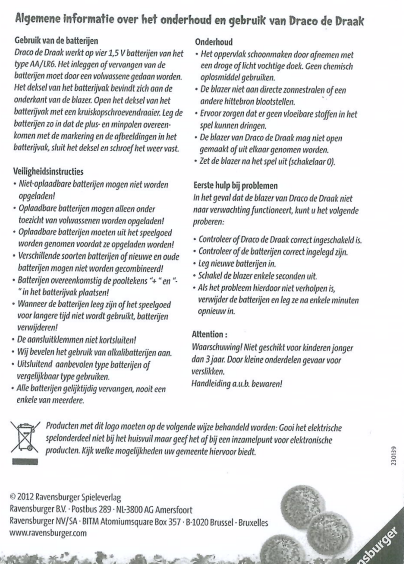 Algemene informatie over het onderhoud en gebruik van Draco de Draak
Gebruik van de batterijen
Draco de Draak werkt op vier 1,5 V batterijen van het
type AA/LR6. Het inleggen of vervangen van de
batterijen moet door een volwassene gedaan worden.
Het deksel van het batterijvak bevindt zich aan de
onderkant van de blazer. Open het deksel van het
batterijvak met een kruiskopschroevendraaier. Leg de
batterijen zo in dat de plus- en minpolen overeen-
komen met de markering en de afbeeldingen in het
batterijvak, sluit het deksel en schroef het weer vast.
Veiligheidsinstructies
• Niet-oplaadbare batterijen mogen niet worden
opgeladen!
• Oplaadbare batterijen mogen alleen onder
toezicht van volwassenen worden opgeladen!
• Oplaadbare batterijen moeten uit het speelgoed
worden genomen voordat ze opgeladen worden!
• Verschillende soorten batterijen of nieuwe en oude
batterijen mogen niet worden gecombineerd!
• Batterijen overeenkomstig de pooltekens "+" en "-
" in het batterijvak plaatsen!
• Wanneer de batterijen leeg zijn of het speelgoed
voor langere tijd niet wordt gebruikt, batterijen
verwijderen!
• De aansluitklemmen niet kortsluiten!
• Wij bevelen het gebruik van alkalibatterijen aan.
• Uitsluitend aanbevolen type batterijen of
vergelijkbaar type gebruiken.
• Alle batterijen gelijktijdig vervangen, nooit een
enkele van meerdere.
Onderhoud
• Het oppervlak schoonmaken door afnemen met
een droge of licht vochtige doek. Geen chemisch
oplosmiddel gebruiken.
• De blazer niet aan directe zonnestralen of een
andere hittebron blootstellen.
• Ervoor zorgen dat er geen vloeibare stoffen in het
spel kunnen dringen.
• De blazer van Draco de Draak mag niet open
gemaakt of uit elkaar genomen worden.
• Zet de blazer na het spel uit (schakelaar 0).
Eerste hulp bij problemen
In het geval dat de blazer van Draco de Draak niet
naar verwachting functioneert, kunt u het volgende
proberen:
• Controleer of Draco de Draak correct ingeschakeld is.
• Controleer of de batterijen correct ingelegd zijn.
• Leg nieuwe batterijen in.
• Schakel de blazer enkele seconden uit.
• Als het probleem hierdoor niet verholpen is,
verwijder de batterijen en leg ze na enkele minuten
opnieuw in.
Attention :
Waarschuwing! Niet geschikt voor kinderen jonger
dan 3 jaar. Door kleine onderdelen gevaar voor
verslikken.
Handleiding a.u.b. bewaren!
Producten met dit logo moeten op de volgende wijze behandeld worden: Gooi het elektrische
spelonderdeel niet bij het huisvuil maar geef het af bij een inzamelpunt voor elektronische
producten. Kijk welke mogelijkheden uw gemeente hiervoor biedt.
230139
© 2012 Ravensburger Spieleverlag
Ravensburger B.V. · Postbus 289 · NL-3800 AG Amersfoort
Ravensburger NV/SA · BITM Atomiumsquare Box 357 · B-1020 Brussel · Bruxelles
www.ravensburger.com
nsburger